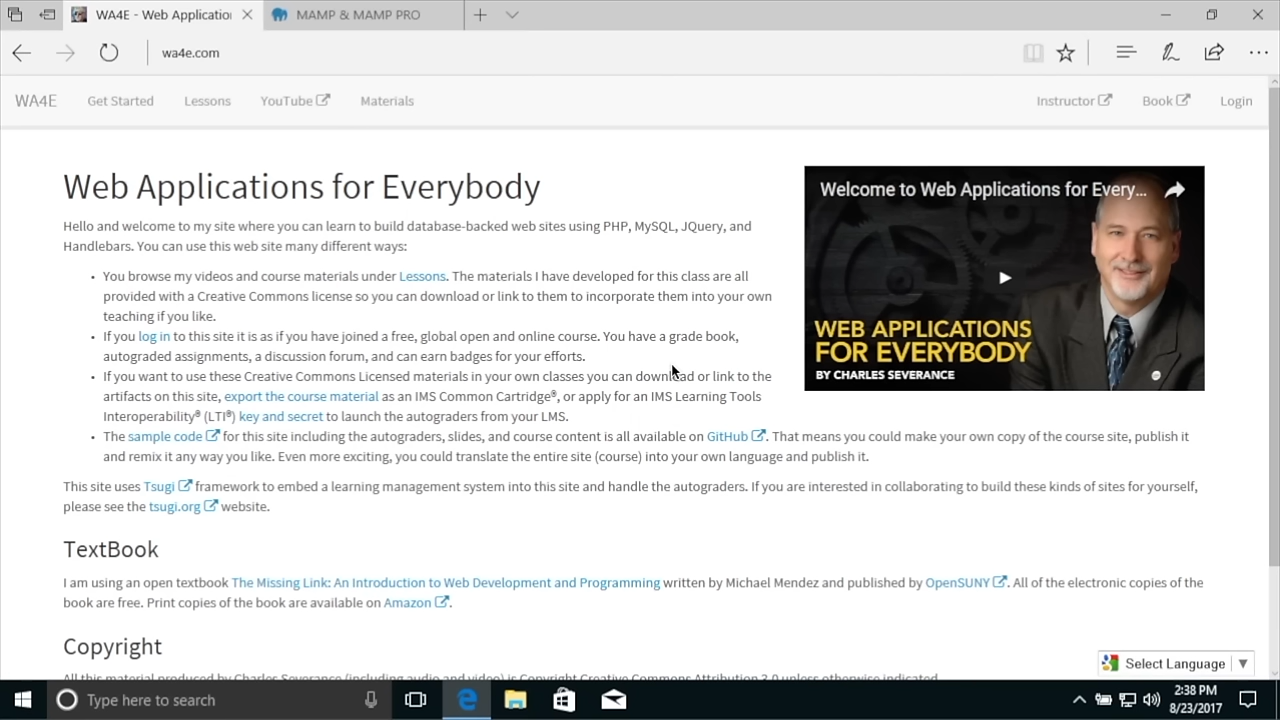 WA4E - Web Application
MAMP & MAMP PRO
wa4e.com
WA4E Get Started Lessons YouTube Materials Instructor Book Login
Web Applications for Everybody
Hello and welcome to my site where you can learn to build database-backed web sites using PHP, MySQL, JQuery, and
Handlebars. You can use this web site many different ways:
• You browse my videos and course materials under Lessons. The materials I have developed for this class are all
provided with a Creative Commons license so you can download or link to them to incorporate them into your own
teaching if you like.
• If you log in to this site it is as if you have joined a free, global open and online course. You have a grade book,
autograded assignments, a discussion forum, and can earn badges for your efforts.
• If you want to use these Creative Commons Licensed materials in your own classes you can download or link to the
artifacts on this site, export the course material as an IMS Common Cartridge®, or apply for an IMS Learning Tools
Interoperability® (LTI®) key and secret to launch the autograders from your LMS.
• The sample code for this site including the autograders, slides, and course content is all available on GitHub. That means you could make your own copy of the course site, publish it
and remix it any way you like. Even more exciting, you could translate the entire site (course) into your own language and publish it.
Welcome to Web Applications for Every...
WEB APPLICATIONS
FOR EVERYBODY
BY CHARLES SEVERANCE
This site uses Tsugi framework to embed a learning management system into this site and handle the autograders. If you are interested in collaborating to build these kinds of sites for yourself,
please see the tsugi.org website.
TextBook
I am using an open textbook The Missing Link: An Introduction to Web Development and Programming written by Michael Mendez and published by OpenSUNY. All of the electronic copies of the
book are free. Print copies of the book are available on Amazon.
Copyright
All this material produced by Charles Severance (including audio and video) is Copyright Creative Commons Attribution 3.0 unless otherwise indicated
Select Language
Type here to search
2:38 PM
8/23/2017